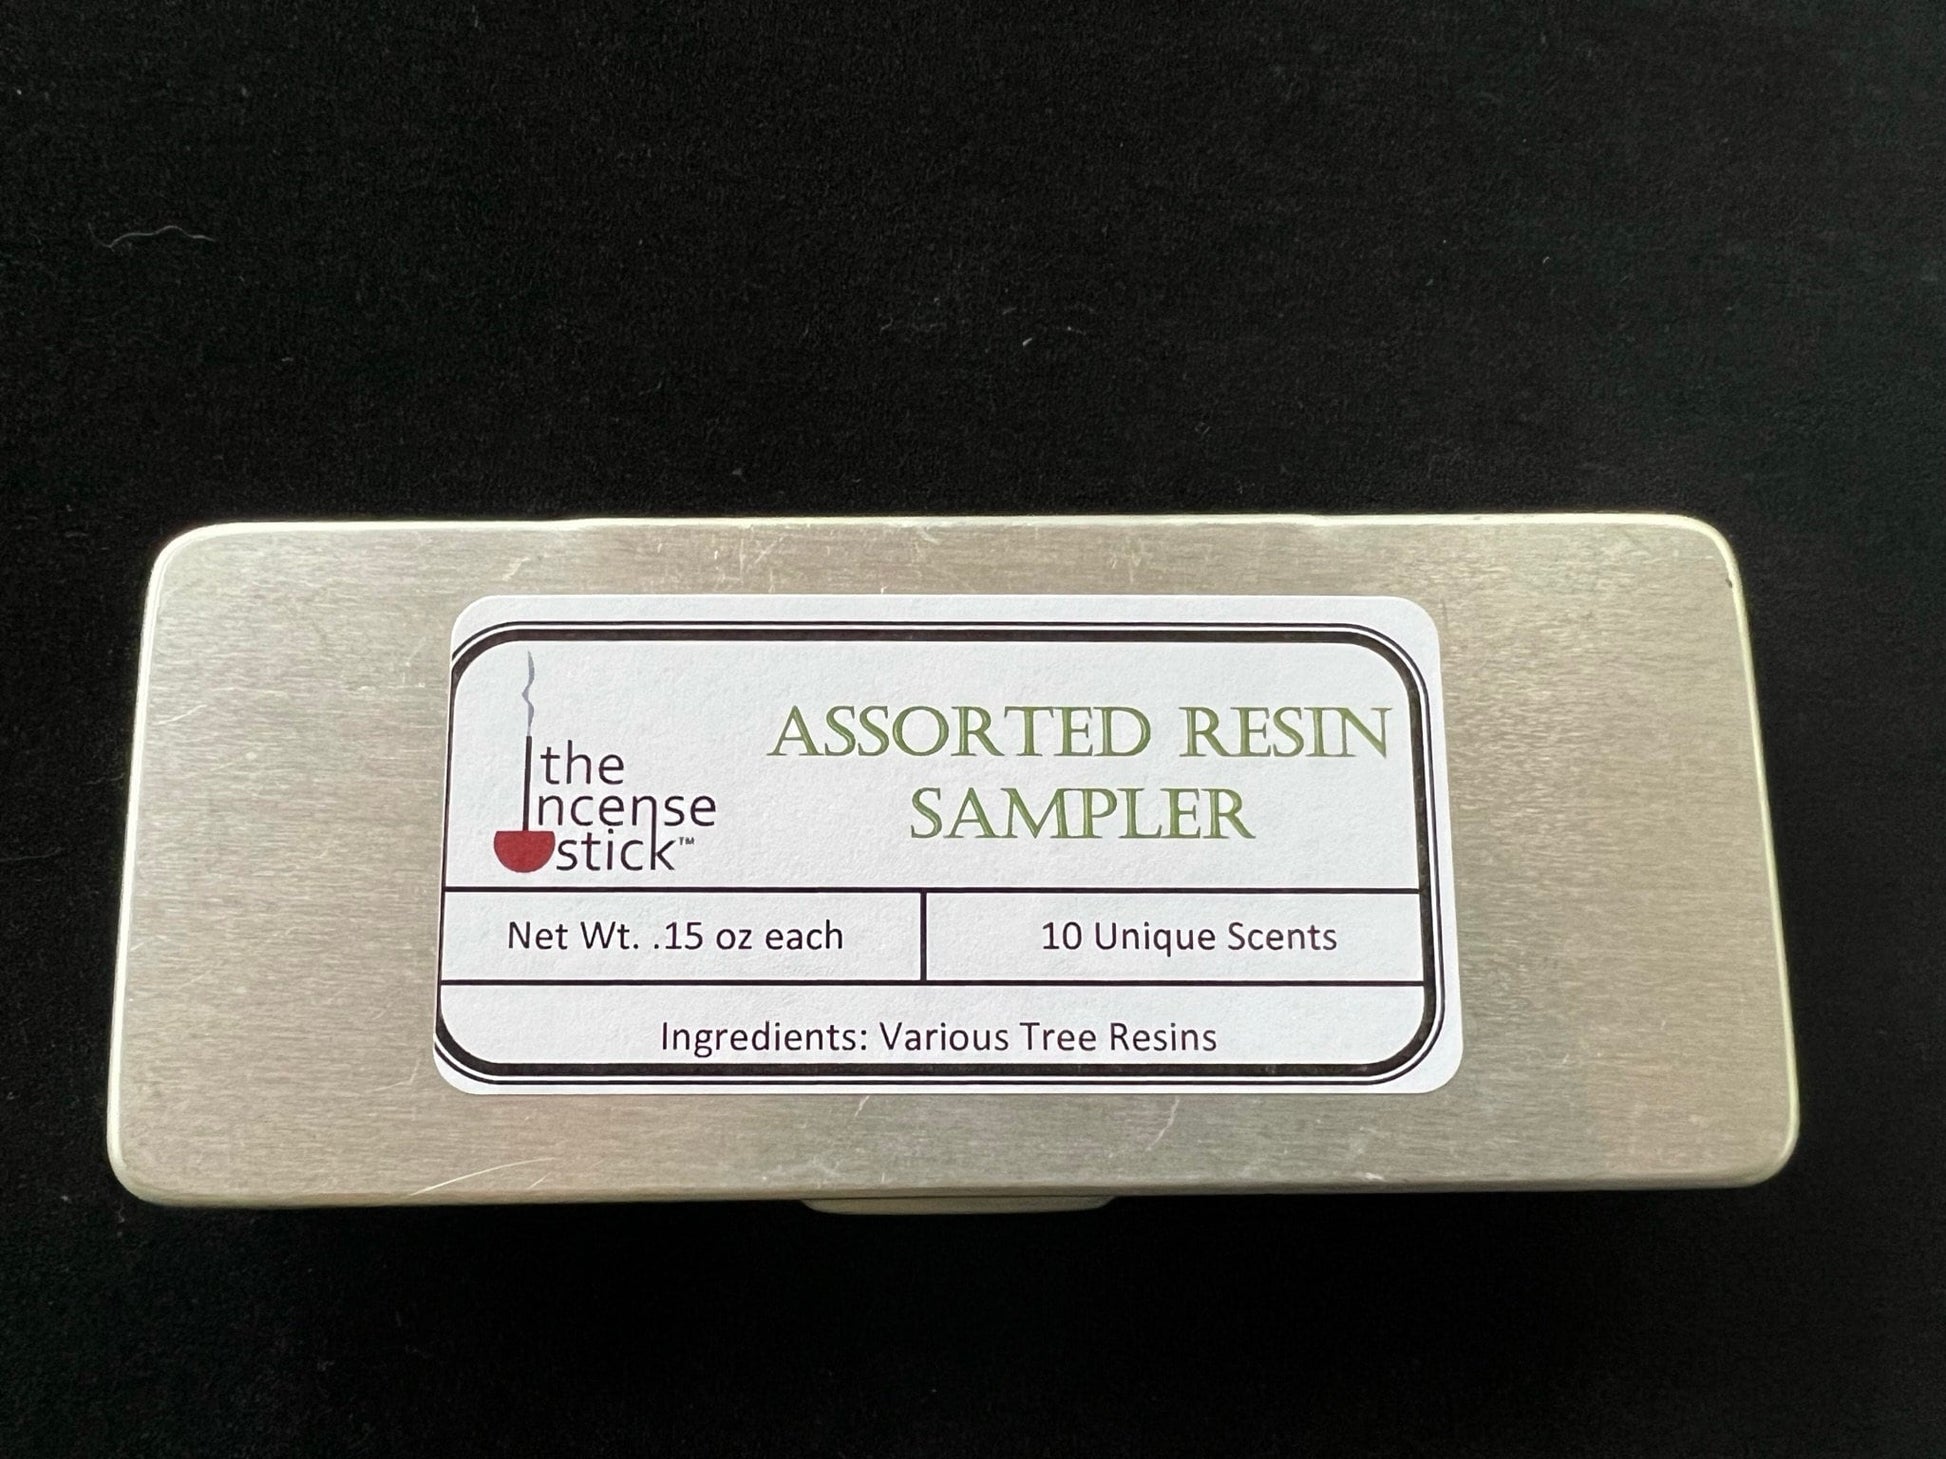 the
incense
stick™
ASSORTED RESIN
SAMPLER
Net Wt. .15 oz each
10 Unique Scents
Ingredients: Various Tree Resins